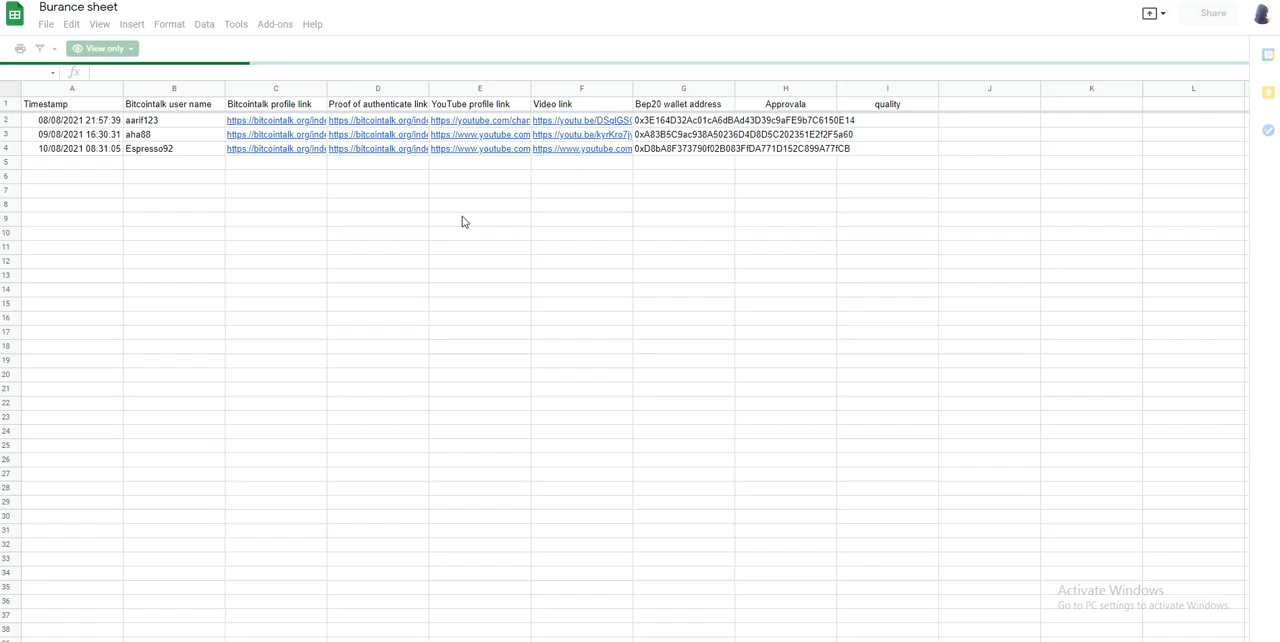 Burance sheet
File Edit View Insert Format Data Tools Add-ons Help
Share
View only
fx
A B C D E F G H I J K L
1 Timestamp Bitcointalk user name Bitcointalk profile link Proof of authenticate link YouTube profile link Video link Bep20 wallet address Approvala quality
2 08/08/2021 21:57:39 aarif123 https://bitcointalk.org/inde https://bitcointalk.org/inde https://youtube.com/chan https://youtu.be/DSqIGS( 0x3E164D32Ac01cA6dBAd43D39c9aFE9b7C6150E14
3 09/08/2021 16:30:31 aha88 https://bitcointalk.org/inde https://bitcointalk.org/inde https://www.youtube.com https://youtu.be/kyrKro7j 0xA83B5C9ac938A50236D4D8D5C202351E2f2F5a60
4 10/08/2021 08:31:05 Espresso92 https://bitcointalk.org/inde https://bitcointalk.org/inde https://www.youtube.com https://www.youtube.com 0xD8bA8F373790f02B083FfDA771D152C899A77fCB
5
6
7
8
9
10
11
12
13
14
15
16
17
18
19
20
21
22
23
24
25
26
27
28
29
30
31
32
33
34
35
36
37
38
Activate Windows
Go to PC settings to activate Windows.